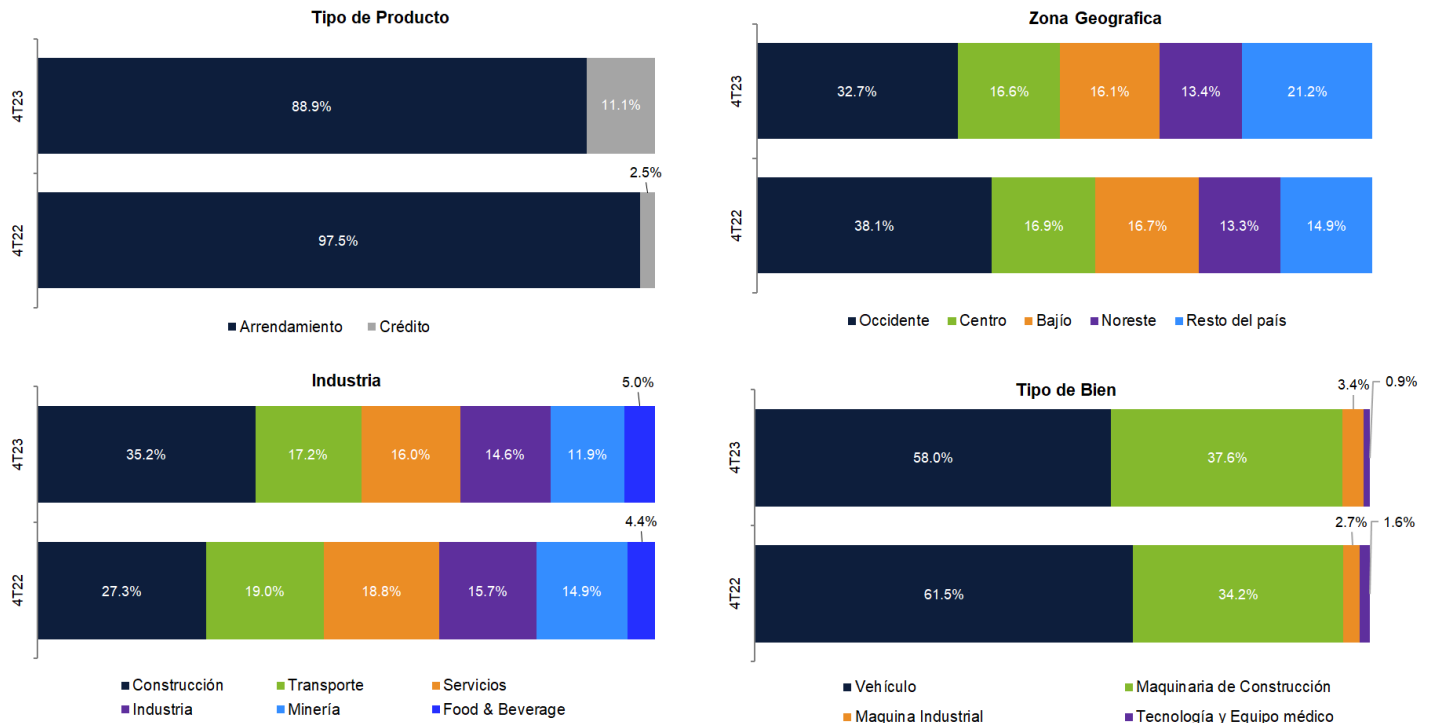 Tipo de Producto
4T23
88.9%
11.1%
2.5%
4T22
97.5%
Arrendamiento
Crédito
Zona Geografica
4T23
32.7%
16.6%
16.1%
13.4%
21.2%
4T22
38.1%
16.9%
16.7%
13.3%
14.9%
Occidente
Centro
Bajío
Noreste
Resto del país
Industria
5.0%
4T23
35.2%
17.2%
16.0%
14.6%
11.9%
4.4%
4T22
27.3%
19.0%
18.8%
15.7%
14.9%
Construcción
Transporte
Servicios
Industria
Minería
Food & Beverage
Tipo de Bien
3.4%
0.9%
4T23
58.0%
37.6%
2.7%
1.6%
4T22
61.5%
34.2%
Vehículo
Maquinaria de Construcción
Maquina Industrial
Tecnología y Equipo médico